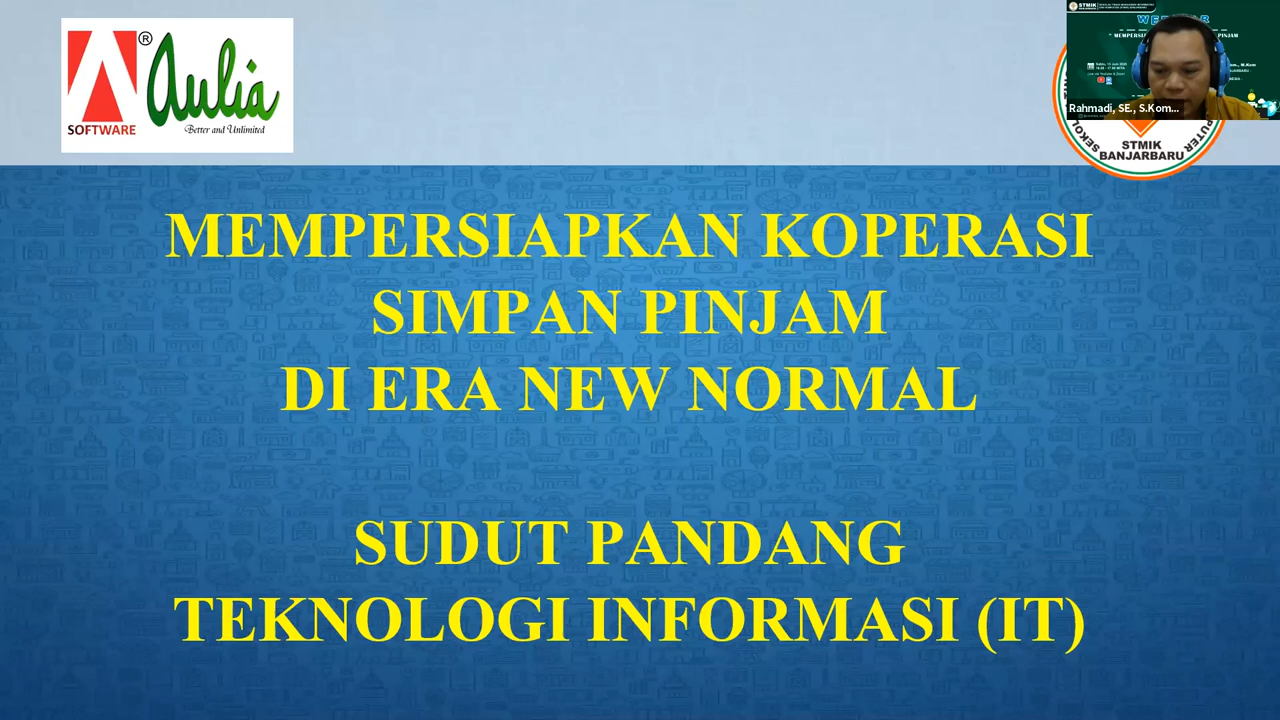 SOFTWARE
®
Aulia
Better and Unlimited
STMIK
BANJARBARU
Rahmadi, SE., S.Kom...
MEMPERSIAPKAN KOPERASI
SIMPAN PINJAM
DI ERA NEW NORMAL
SUDUT PANDANG
TEKNOLOGI INFORMASI (IT)